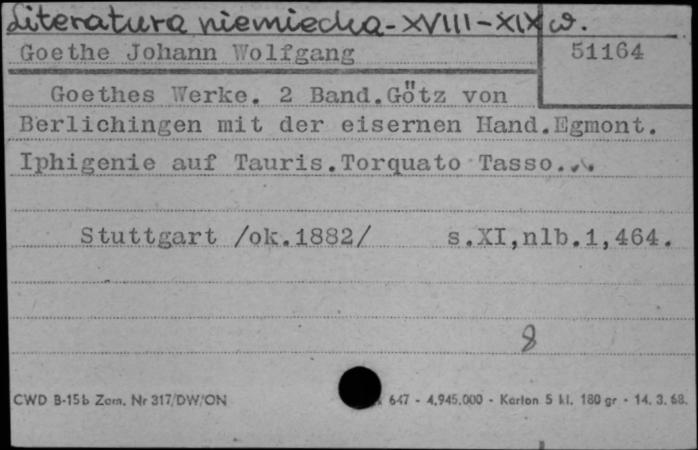 Literatura niemiecka-XVIII-XIX w.
Goethe Johann Wolfgang
51164
Goethes Werke. 2 Band.Götz von
Berlichingen mit der eisernen Hand.Egmont.
Iphigenie auf Tauris.Torquato Tasso...
Stuttgart /ok.1882/ s.XI,nlb.1,464.
8
CWD B-15b Zam. Nr 317/DW/ON 647 - 4.945.000 - Karton 5 kl. 180 gr - 14. 3. 68.